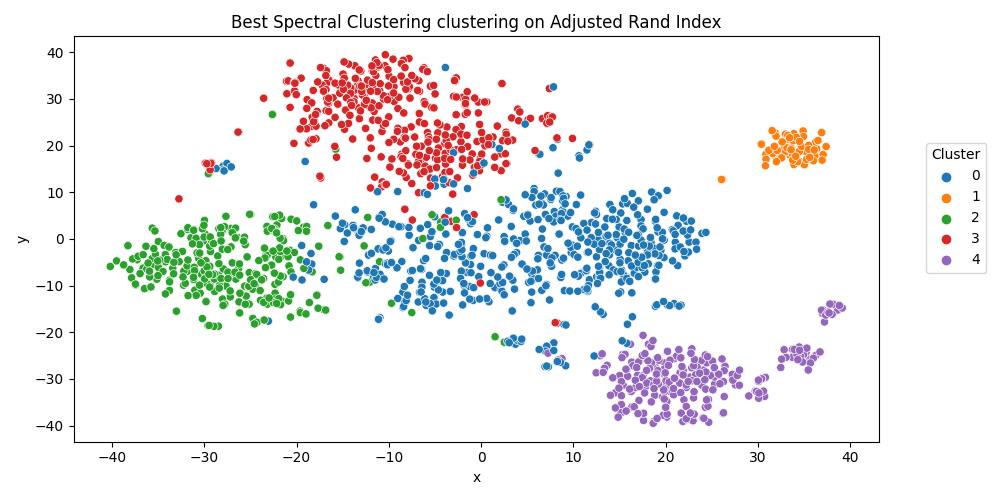 Best Spectral Clustering clustering on Adjusted Rand Index
40
30
20
10
0
−10
−20
−30
−40
y
−40 −30 −20 −10 0 10 20 30 40
x
Cluster
0
1
2
3
4